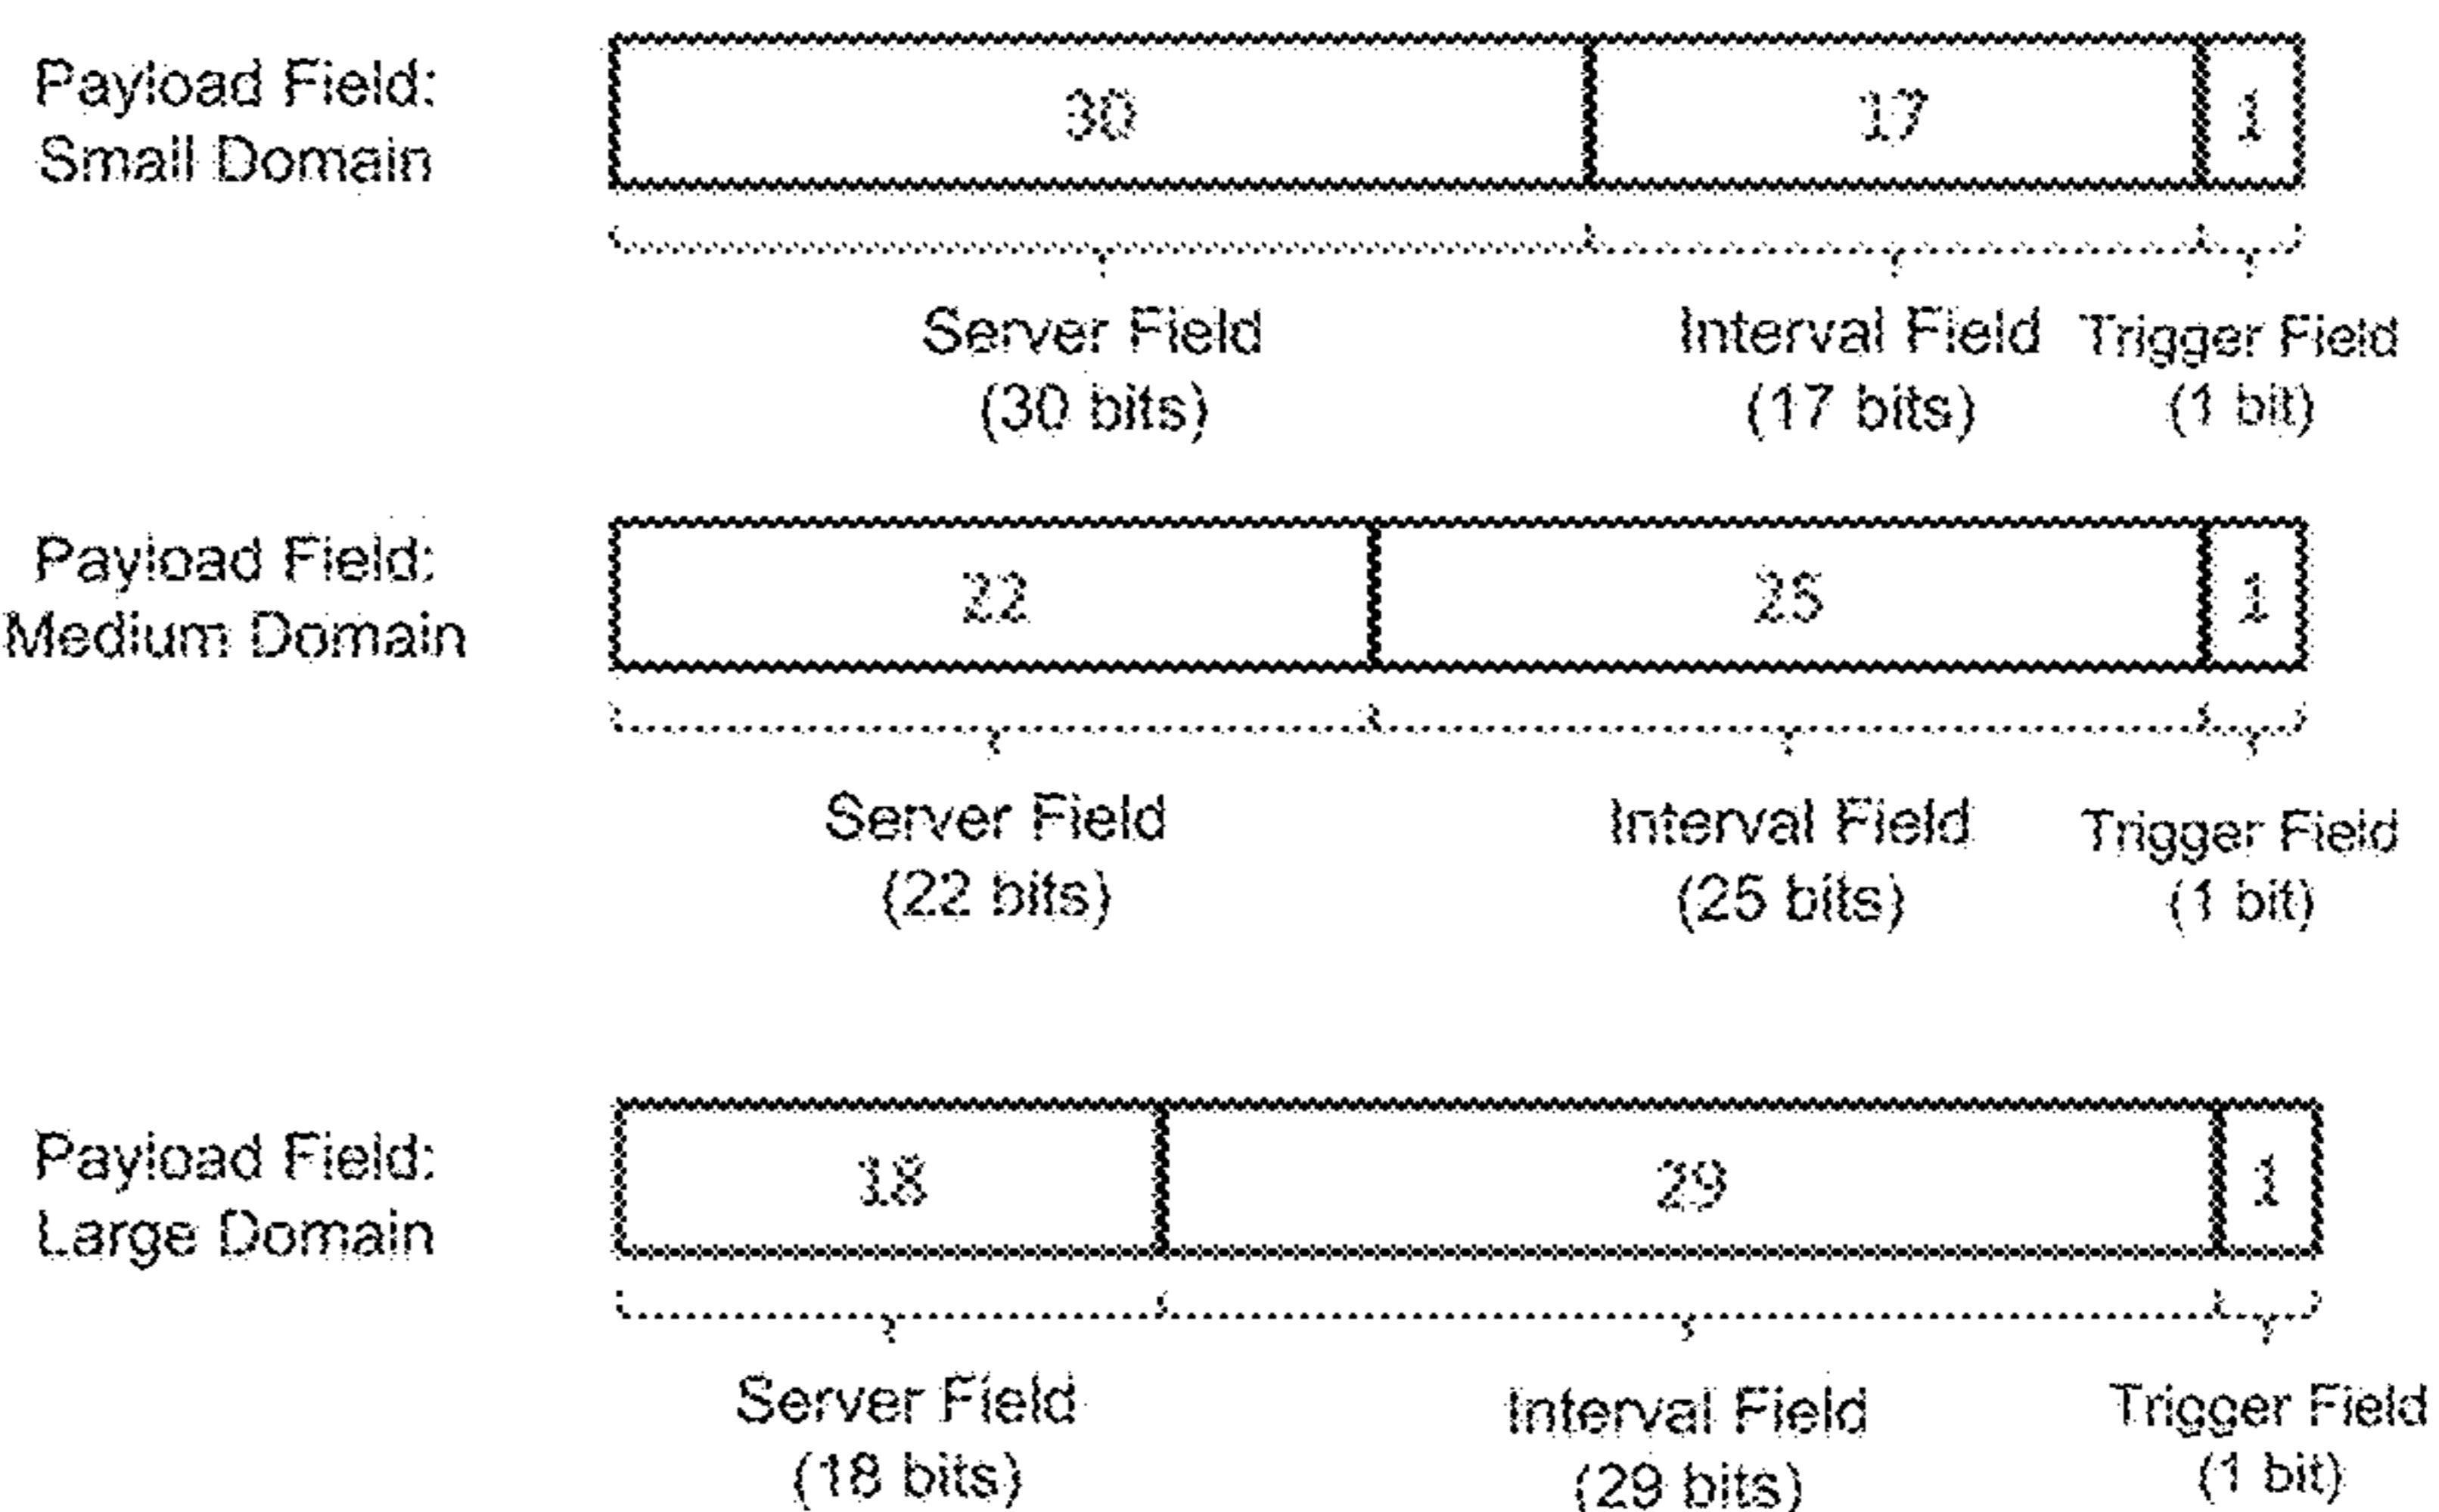 Payload Field:
Small Domain
30 17 1
Server Field Interval Field Trigger Field
(30 bits) (17 bits) (1 bit)
Payload Field:
Medium Domain
22 25 1
Server Field Interval Field Trigger Field
(22 bits) (25 bits) (1 bit)
Payload Field:
Large Domain
18 29 1
Server Field Interval Field Trigger Field
(18 bits) (29 bits) (1 bit)